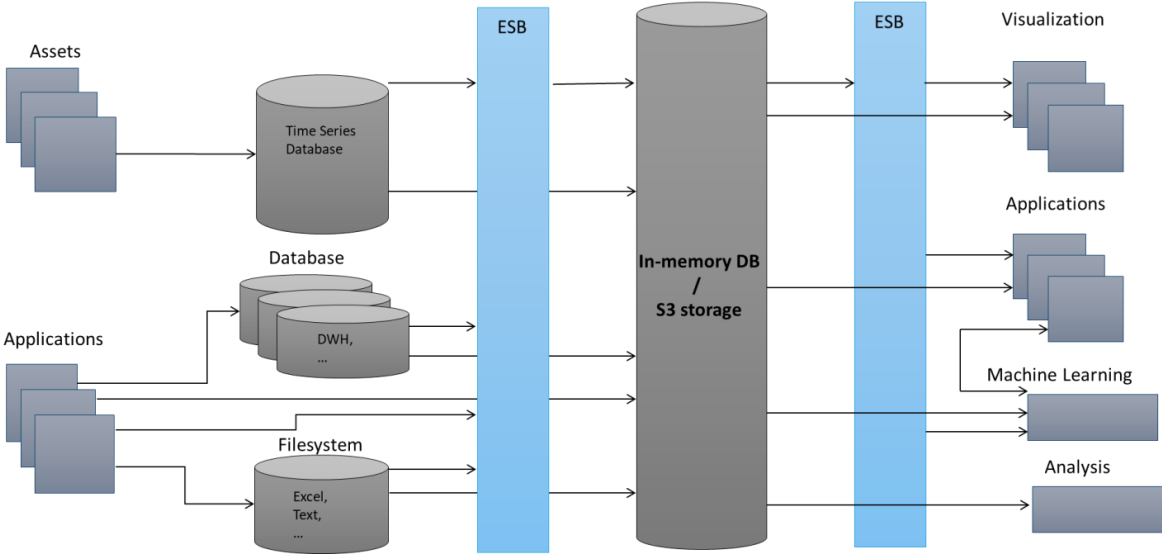 Assets
Time Series
Database
Database
DWH,
...
Applications
Filesystem
Excel,
Text,
...
ESB
In-memory DB
/
S3 storage
ESB
Visualization
Applications
Machine Learning
Analysis